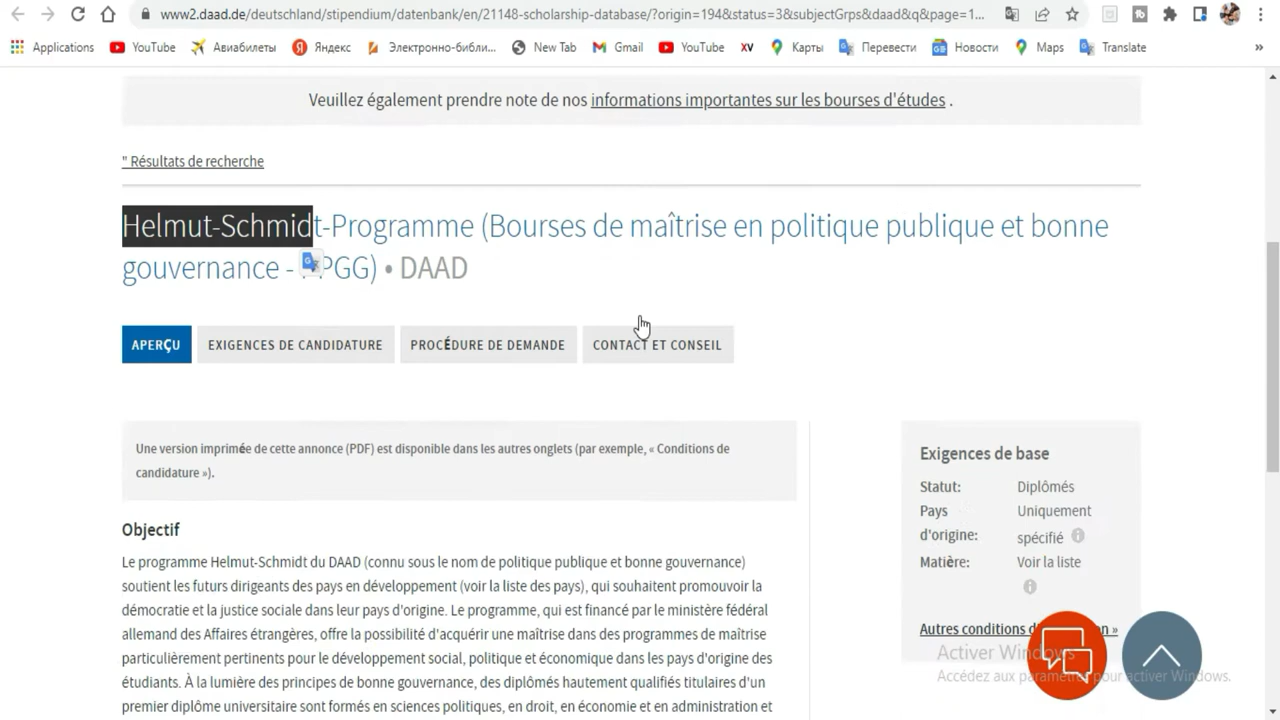 www2.daad.de/deutschland/stipendium/datenbank/en/21148-scholarship-database/?origin=194&status=3&subjectGrps&daad&q&page=1...
Applications YouTube Авиабилеты Яндекс Электронно-библи... New Tab Gmail YouTube XV Карты Перевести Новости Maps Translate »
Veuillez également prendre note de nos informations importantes sur les bourses d'études .
" Résultats de recherche
Helmut-Schmidt-Programme (Bourses de maîtrise en politique publique et bonne
gouvernance - PGG) • DAAD
APERÇU EXIGENCES DE CANDIDATURE PROCÉDURE DE DEMANDE CONTACT ET CONSEIL
Une version imprimée de cette annonce (PDF) est disponible dans les autres onglets (par exemple, « Conditions de
candidature »).
Objectif
Le programme Helmut-Schmidt du DAAD (connu sous le nom de politique publique et bonne gouvernance)
soutient les futurs dirigeants des pays en développement (voir la liste des pays), qui souhaitent promouvoir la
démocratie et la justice sociale dans leur pays d'origine. Le programme, qui est financé par le ministère fédéral
allemand des Affaires étrangères, offre la possibilité d'acquérir une maîtrise dans des programmes de maîtrise
particulièrement pertinents pour le développement social, politique et économique dans les pays d'origine des
étudiants. À la lumière des principes de bonne gouvernance, des diplômés hautement qualifiés titulaires d'un
premier diplôme universitaire sont formés en sciences politiques, en droit, en économie et en administration et
Exigences de base
Statut: Diplômés
Pays d'origine: Uniquement spécifié
Matière: Voir la liste
Autres conditions »
Activer Windows
Accédez aux paramètres pour activer Windows.